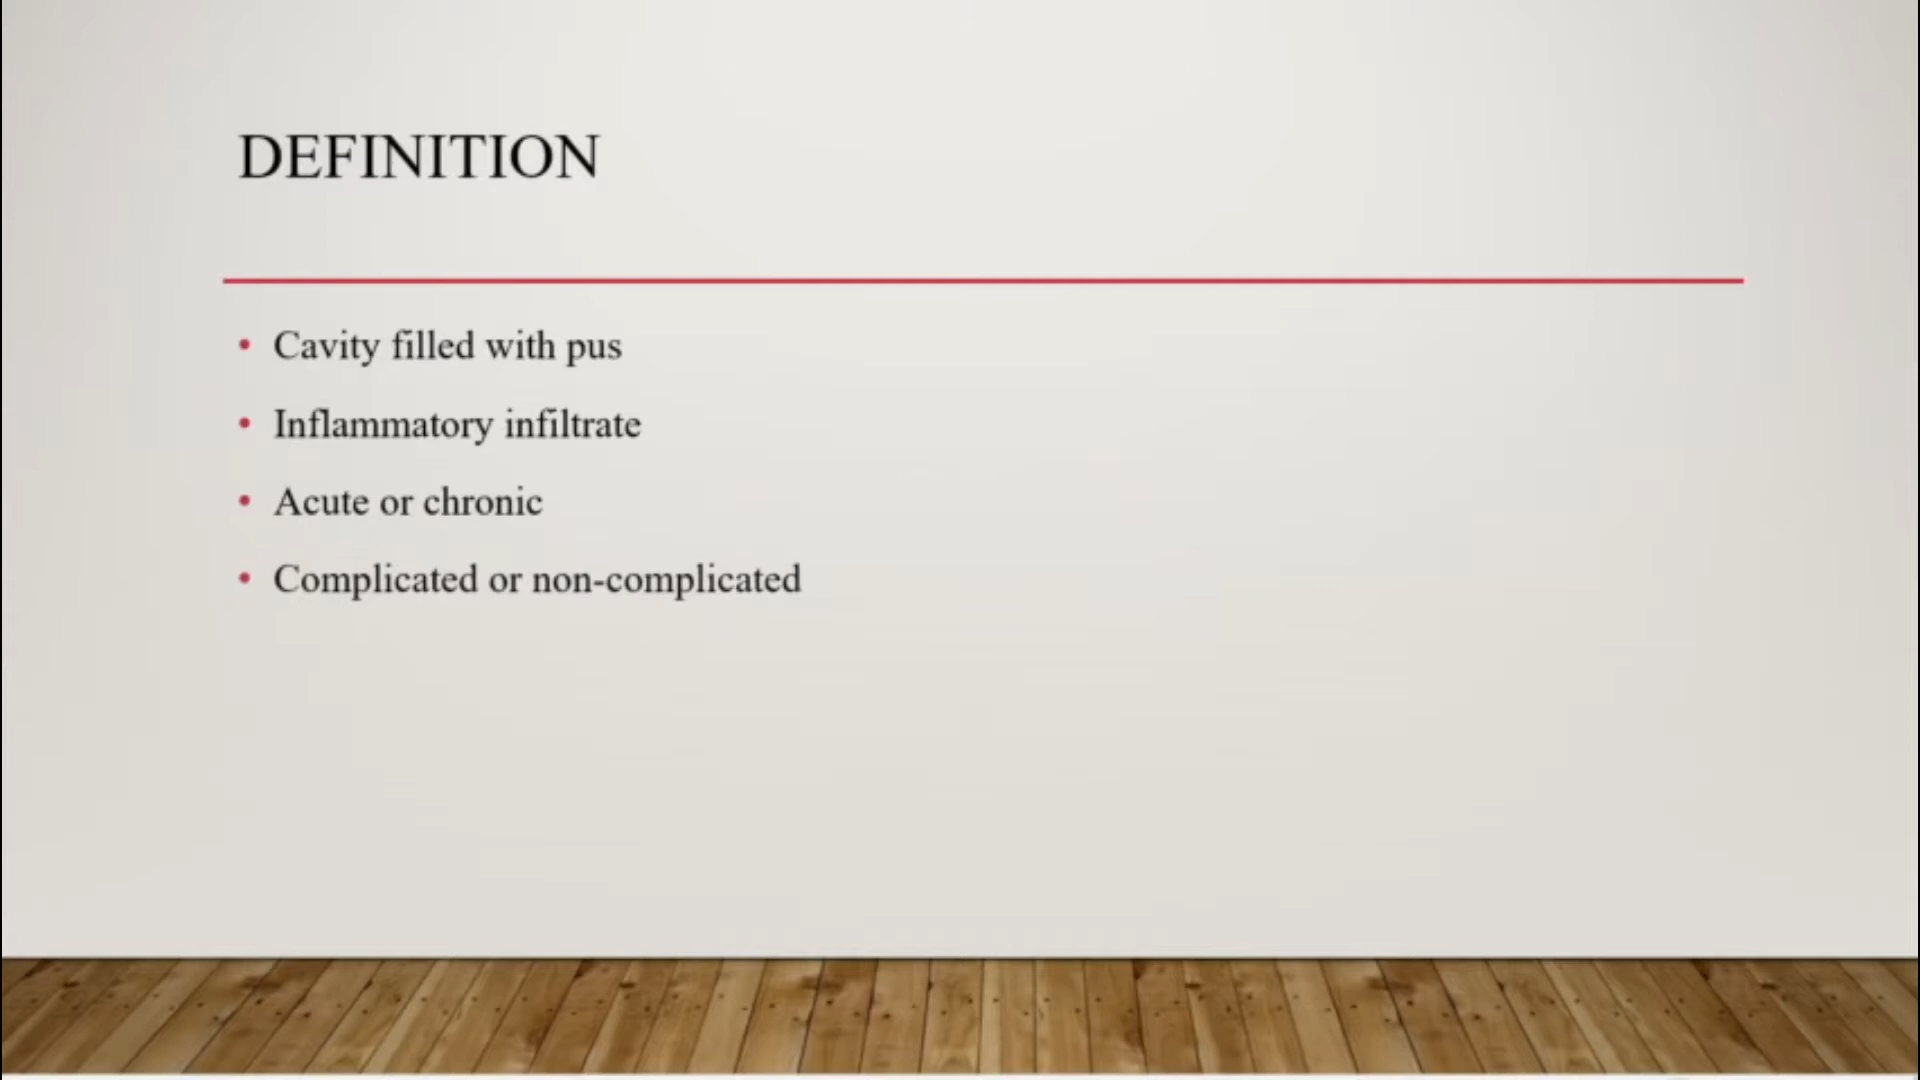 DEFINITION
• Cavity filled with pus
• Inflammatory infiltrate
• Acute or chronic
• Complicated or non-complicated